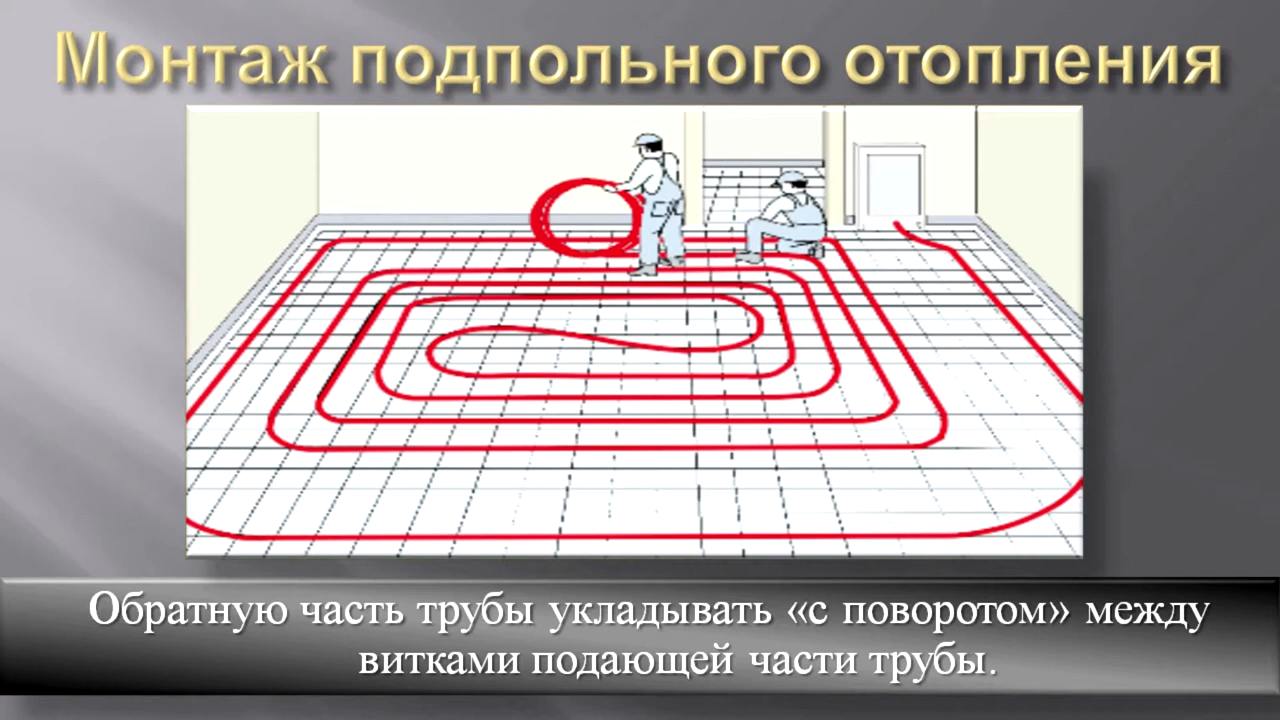 Монтаж подпольного отопления
Обратную часть трубы укладывать «с поворотом» между
витками подающей части трубы.